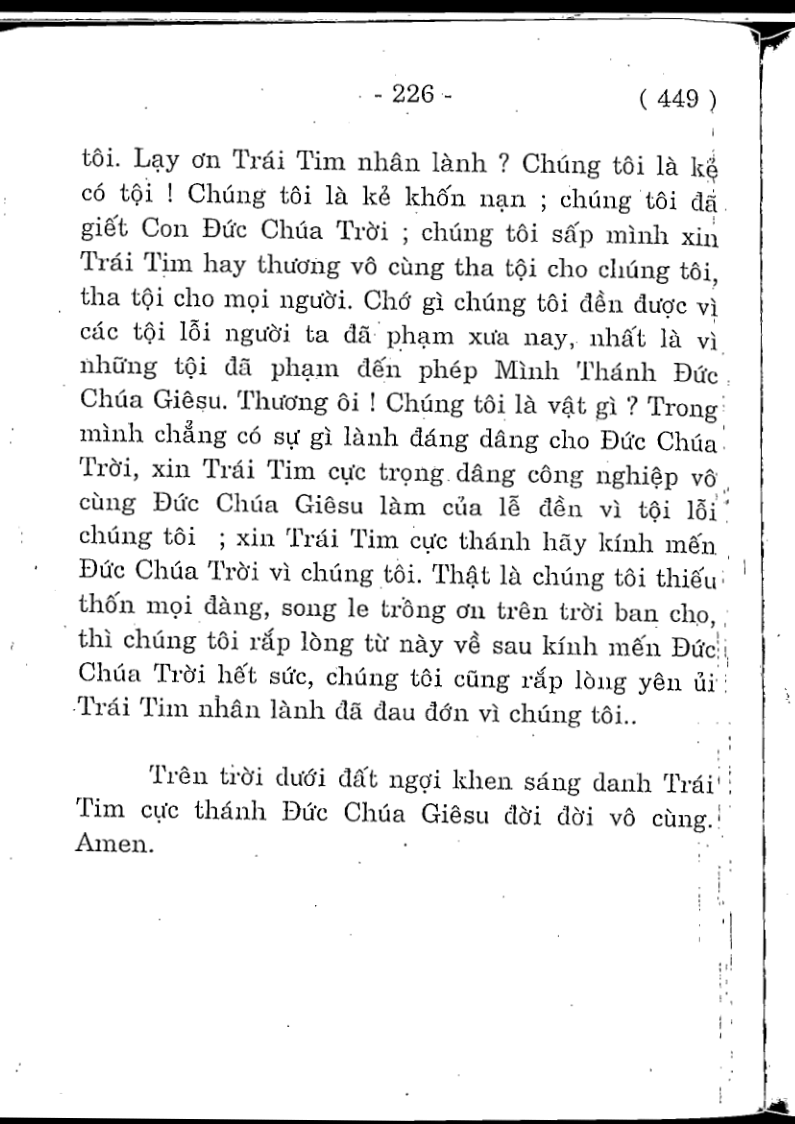 - 226 -
( 449 )
tôi. Lạy ơn Trái Tim nhân lành ? Chúng tôi là kẻ
có tội ! Chúng tôi là kẻ khốn nạn ; chúng tôi đã
giết Con Đức Chúa Trời ; chúng tôi sấp mình xin
Trái Tim hay thương vô cùng tha tội cho chúng tôi,
tha tội cho mọi người. Chớ gì chúng tôi đền được vì
các tội lỗi người ta đã phạm xưa nay, nhất là vì
những tội đã phạm đến phép Mình Thánh Đức
Chúa Giêsu. Thương ôi ! Chúng tôi là vật gì ? Trong
mình chẳng có sự gì lành đáng dâng cho Đức Chúa
Trời, xin Trái Tim cực trọng dâng công nghiệp vô
cùng Đức Chúa Giêsu làm của lễ đền vì tội lỗi
chúng tôi ; xin Trái Tim cực thánh hãy kính mến
Đức Chúa Trời vì chúng tôi. Thật là chúng tôi thiếu
thốn mọi đàng, song le trông ơn trên trời ban cho,
thì chúng tôi rắp lòng từ này về sau kính mến Đức
Chúa Trời hết sức, chúng tôi cũng rắp lòng yên ủi
Trái Tim nhân lành đã đau đớn vì chúng tôi..
Trên trời dưới đất ngợi khen sáng danh Trái
Tim cực thánh Đức Chúa Giêsu đời đời vô cùng.
Amen.